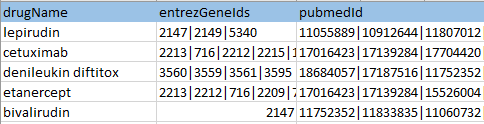 drugName entrezGeneIds pubmedId
lepirudin 2147|2149|5340 11055889|10912644|11807012
cetuximab 2213|716|2212|2215|1 17016423|17139284|17704420
denileukin diftitox 3560|3559|3561|3595 18684057|17187516|11752352
etanercept 2213|2212|716|2209|7 17016423|17139284|15526004
bivalirudin 2147 11752352|11833835|11060732